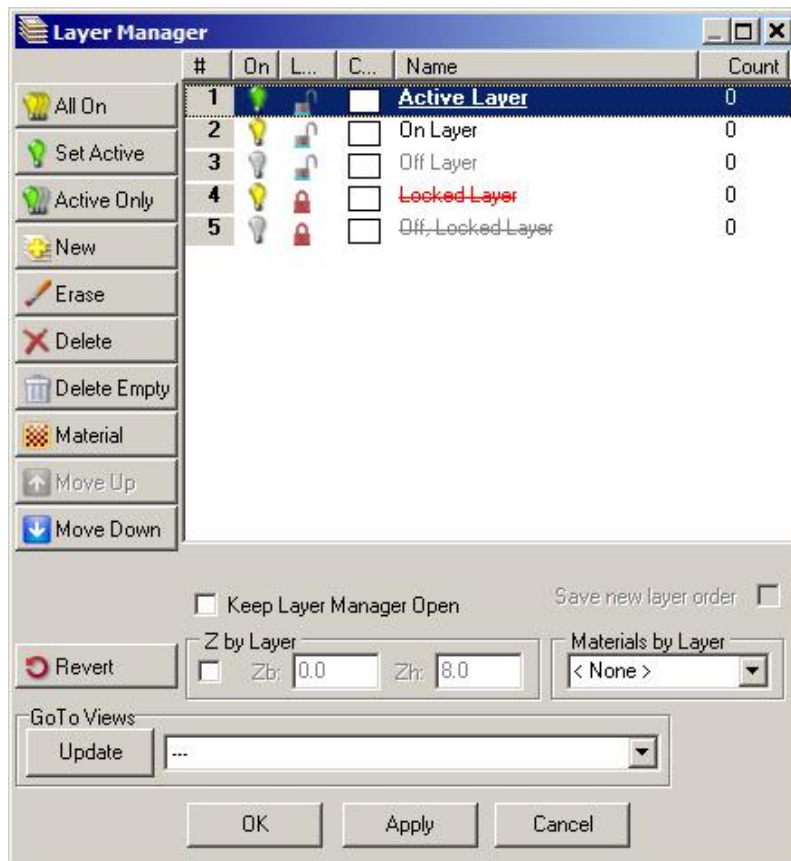 Layer Manager
# On L... C... Name Count
All On
Set Active
Active Only
New
Erase
Delete
Delete Empty
Material
Move Up
Move Down
1 Active Layer 0
2 On Layer 0
3 Off Layer 0
4 Locked Layer 0
5 Off, Locked Layer 0
Keep Layer Manager Open Save new layer order
Revert
Z by Layer
Zb: 0.0 Zh: 8.0
Materials by Layer
< None >
GoTo Views
Update ---
OK Apply Cancel